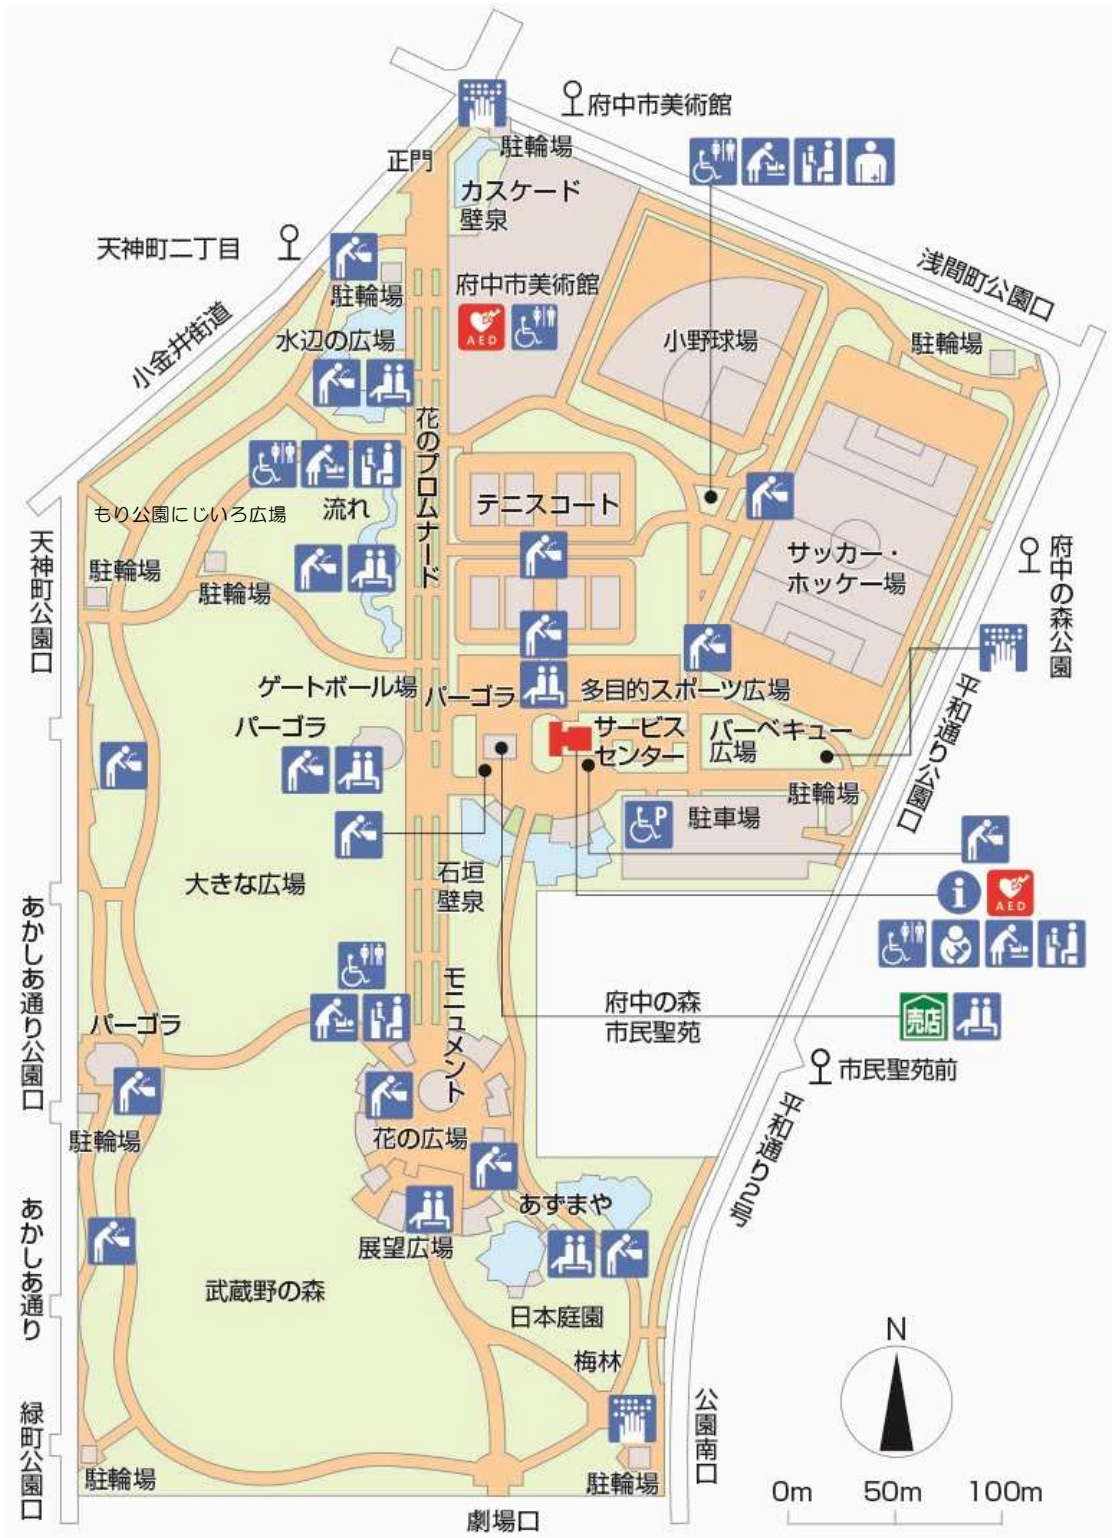 府中市美術館
正門
駐輪場
カスケード
壁泉
天神町二丁目
駐輪場
府中市美術館
AED
浅間町公園口
小金井街道
水辺の広場
小野球場
駐輪場
花のプロムナード
もり公園にじいろ広場
流れ
テニスコート
サッカー・
ホッケー場
天神町公園口
駐輪場
駐輪場
府中の森公園
ゲートボール場
パーゴラ
多目的スポーツ広場
パーゴラ
サービス
センター
バーベキュー
広場
平和通り公園口
駐輪場
P
駐車場
大きな広場
石垣
壁泉
i
AED
あかしあ通り公園口
モニュメント
府中の森
市民聖苑
売店
パーゴラ
市民聖苑前
駐輪場
花の広場
平和通り2号
あずまや
展望広場
あかしあ通り
武蔵野の森
日本庭園
梅林
N
緑町公園口
駐輪場
駐輪場
公園南口
劇場口
0m 50m 100m